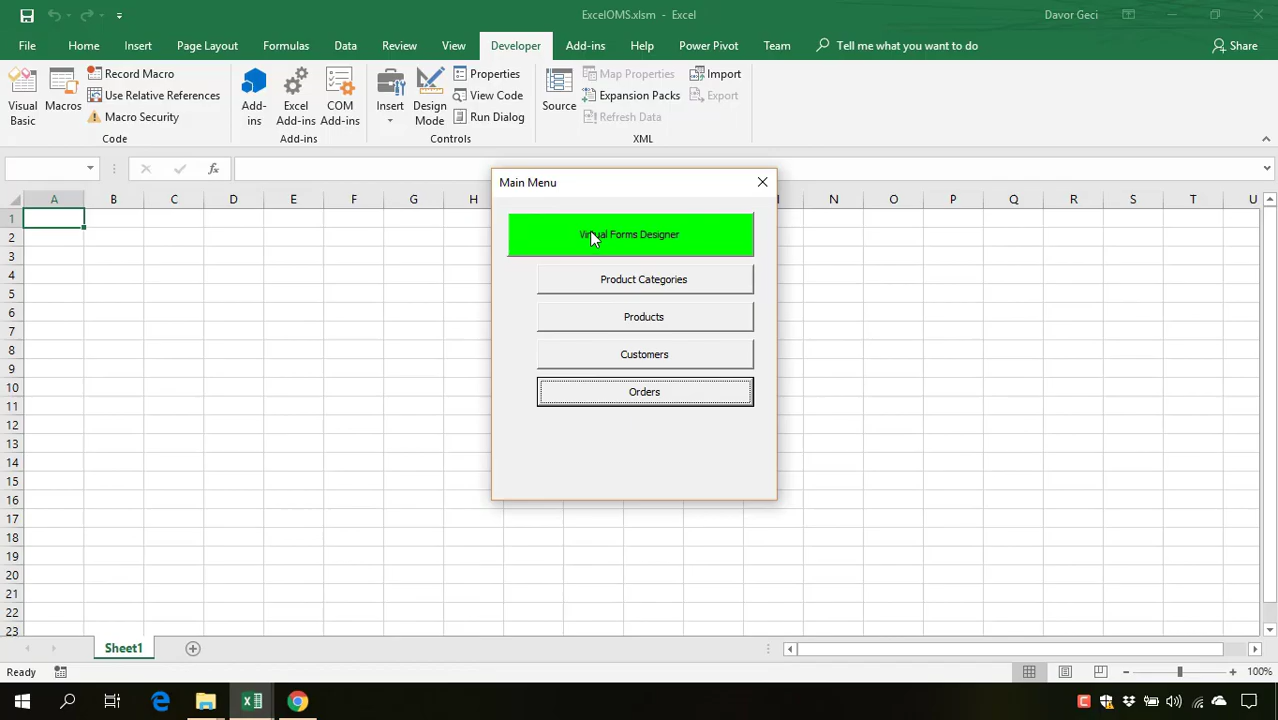 ExcelOMS.xlsm - Excel
Davor Geci
File Home Insert Page Layout Formulas Data Review View Developer Add-ins Help Power Pivot Team Tell me what you want to do Share
Visual Basic
Macros
Record Macro
Use Relative References
Macro Security
Code
Add-ins
Excel Add-ins
COM Add-ins
Add-ins
Insert
Design Mode
Properties
View Code
Run Dialog
Controls
Source
Map Properties
Expansion Packs
Refresh Data
Import
Export
XML
fx
A B C D E F G H I N O P Q R S T U
1
2
3
4
5
6
7
8
9
10
11
12
13
14
15
16
17
18
19
20
21
22
23
Main Menu
Virtual Forms Designer
Product Categories
Products
Customers
Orders
Sheet1
Ready
100%